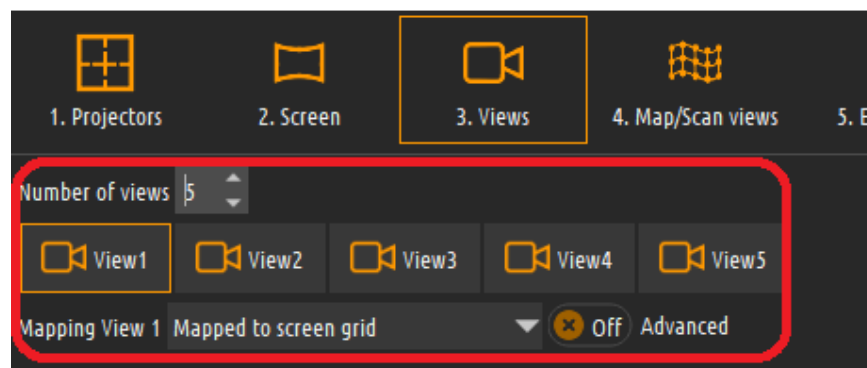 1. Projectors 2. Screen 3. Views 4. Map/Scan views 5.
Number of views 5
View1 View2 View3 View4 View5
Mapping View 1 Mapped to screen grid Off Advanced